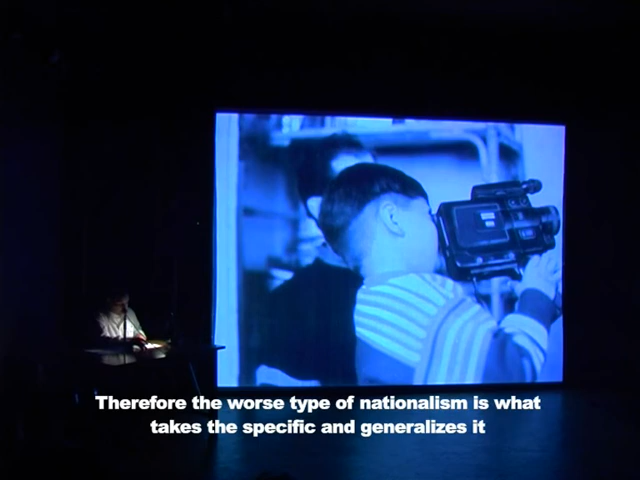 Therefore the worse type of nationalism is what
takes the specific and generalizes it